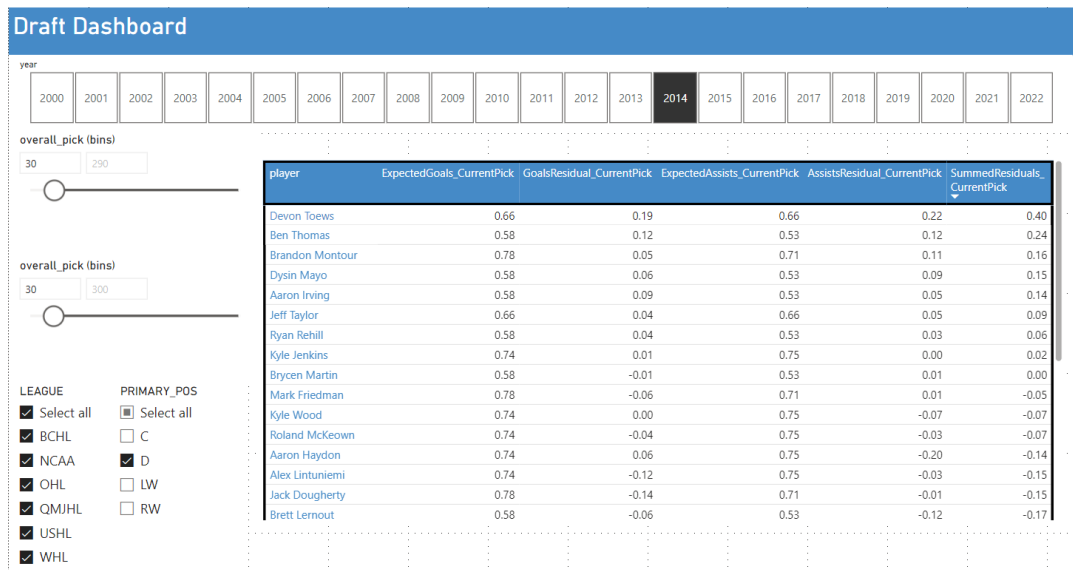 Draft Dashboard
year
2000 2001 2002 2003 2004 2005 2006 2007 2008 2009 2010 2011 2012 2013 2014 2015 2016 2017 2018 2019 2020 2021 2022
overall_pick (bins)
30 290
overall_pick (bins)
30 300
LEAGUE
Select all
BCHL
NCAA
OHL
QMJHL
USHL
WHL
PRIMARY_POS
Select all
C
D
LW
RW
player ExpectedGoals_CurrentPick GoalsResidual_CurrentPick ExpectedAssists_CurrentPick AssistsResidual_CurrentPick SummedResiduals_
CurrentPick
Devon Toews 0.66 0.19 0.66 0.22 0.40
Ben Thomas 0.58 0.12 0.53 0.12 0.24
Brandon Montour 0.78 0.05 0.71 0.11 0.16
Dysin Mayo 0.58 0.06 0.53 0.09 0.15
Aaron Irving 0.58 0.09 0.53 0.05 0.14
Jeff Taylor 0.66 0.04 0.66 0.05 0.09
Ryan Rehill 0.58 0.04 0.53 0.03 0.06
Kyle Jenkins 0.74 0.01 0.75 0.00 0.02
Brycen Martin 0.58 -0.01 0.53 0.01 0.00
Mark Friedman 0.78 -0.06 0.71 0.01 -0.05
Kyle Wood 0.74 0.00 0.75 -0.07 -0.07
Roland McKeown 0.74 -0.04 0.75 -0.03 -0.07
Aaron Haydon 0.74 0.06 0.75 -0.20 -0.14
Alex Lintuniemi 0.74 -0.12 0.75 -0.03 -0.15
Jack Dougherty 0.78 -0.14 0.71 -0.01 -0.15
Brett Lernout 0.58 -0.06 0.53 -0.12 -0.17